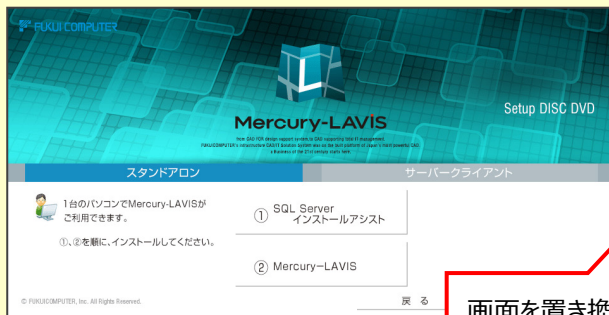 FUKUI COMPUTER
Mercury-LAVIS
Setup DISC DVD
スタンドアロン
サーバークライアント
1台のパソコンでMercury-LAVISが
ご利用できます。
①、②を順に、インストールしてください。
① SQL Server
インストールアシスト
② Mercury-LAVIS
© FUKUICOMPUTER, Inc. All Rights Reserved.
戻 る
画面を置き換